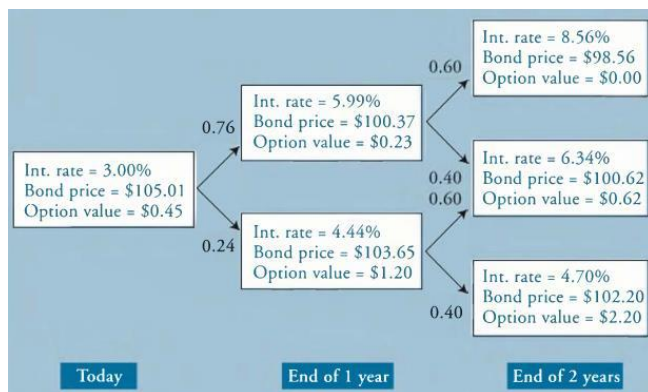 Int. rate = 3.00%
Bond price = $105.01
Option value = $0.45
0.76
0.24
Int. rate = 5.99%
Bond price = $100.37
Option value = $0.23
Int. rate = 4.44%
Bond price = $103.65
Option value = $1.20
0.60
0.40
0.60
0.40
Int. rate = 8.56%
Bond price = $98.56
Option value = $0.00
Int. rate = 6.34%
Bond price = $100.62
Option value = $0.62
Int. rate = 4.70%
Bond price = $102.20
Option value = $2.20
Today
End of 1 year
End of 2 years